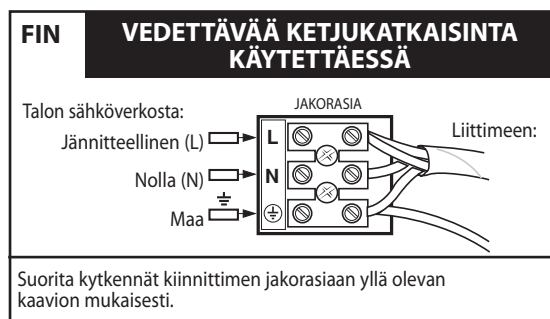 FIN
VEDETTÄVÄÄ KETJUKATKAISINTA
KÄYTETTÄESSÄ
Talon sähköverkosta:
JAKORASIA
Jännitteellinen (L)
L
Liittimeen:
Nolla (N)
N
Maa
Suorita kytkennät kiinnittimen jakorasiaan yllä olevan
kaavion mukaisesti.